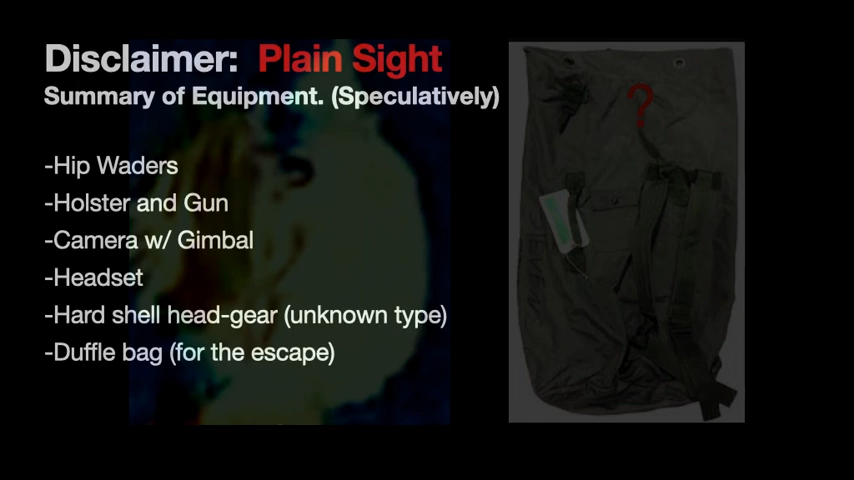 Disclaimer: Plain Sight
Summary of Equipment. (Speculatively)
-Hip Waders
-Holster and Gun
-Camera w/ Gimbal
-Headset
-Hard shell head-gear (unknown type)
-Duffle bag (for the escape)
?